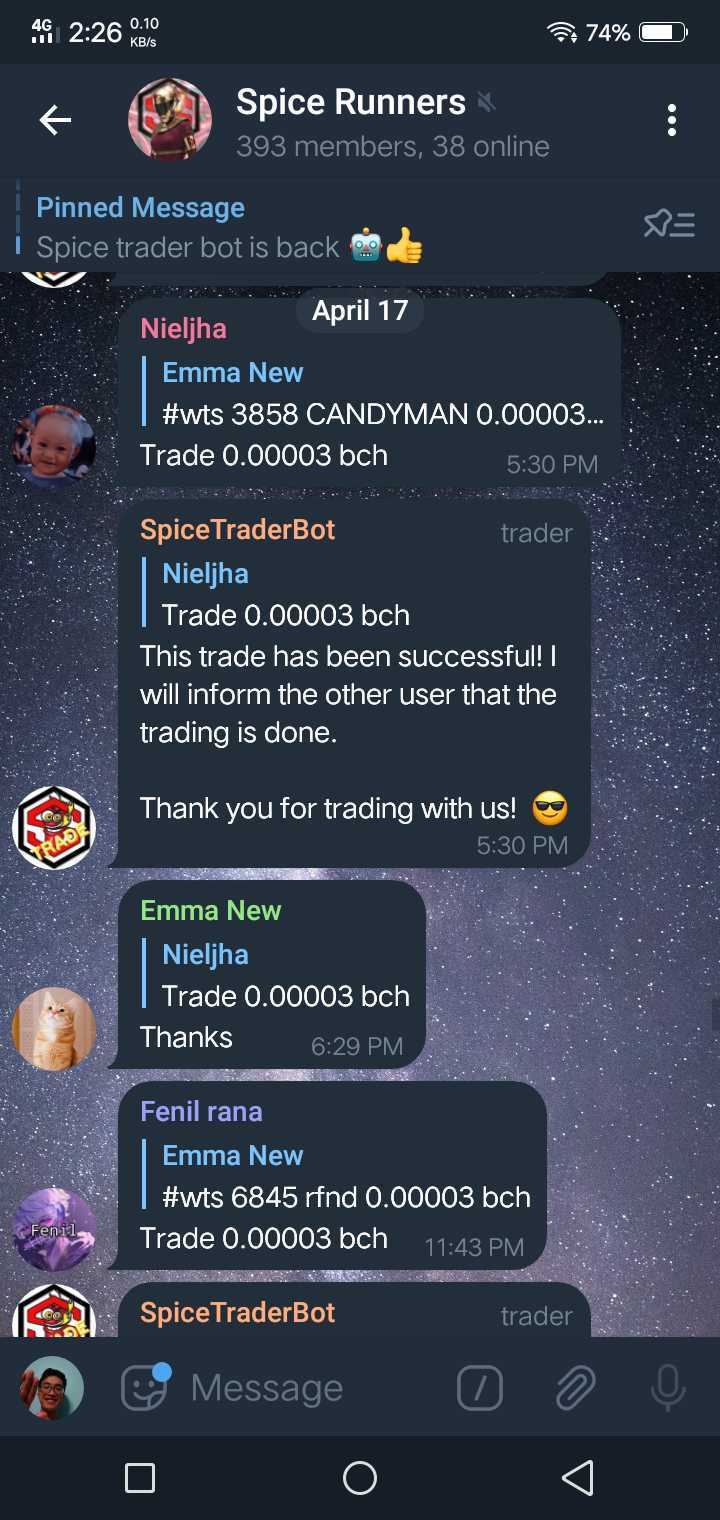 4G 2:26 0.10 KB/s 74%
Spice Runners
393 members, 38 online
Pinned Message
Spice trader bot is back 🤖👍
April 17
Nieljha
Emma New
#wts 3858 CANDYMAN 0.00003...
Trade 0.00003 bch
5:30 PM
SpiceTraderBot trader
Nieljha
Trade 0.00003 bch
This trade has been successful! I
will inform the other user that the
trading is done.
Thank you for trading with us! 😎
5:30 PM
TRADE
Emma New
Nieljha
Trade 0.00003 bch
Thanks
6:29 PM
Fenil rana
Emma New
#wts 6845 rfnd 0.00003 bch
Trade 0.00003 bch
11:43 PM
Fenil
SpiceTraderBot trader
Message